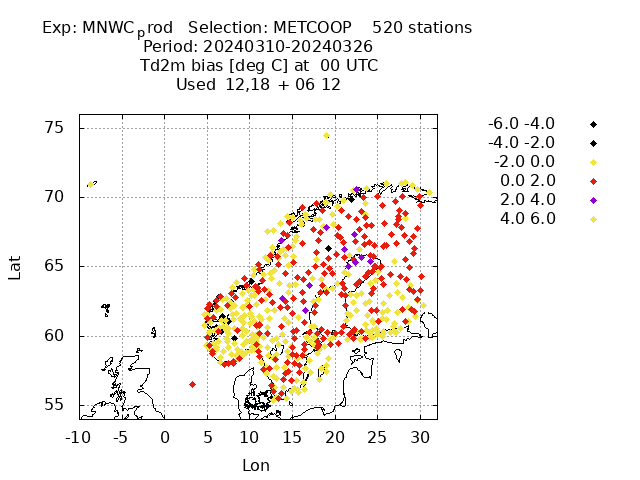 Exp: MNWCprod   Selection: METCOOP    520 stations
Period: 20240310-20240326
Td2m bias [deg C] at  00 UTC
Used  12,18 + 06 12
-6.0 -4.0
-4.0 -2.0
-2.0 0.0
0.0 2.0
2.0 4.0
4.0 6.0
75
70
65
60
55
Lat
-10 -5 0 5 10 15 20 25 30
Lon